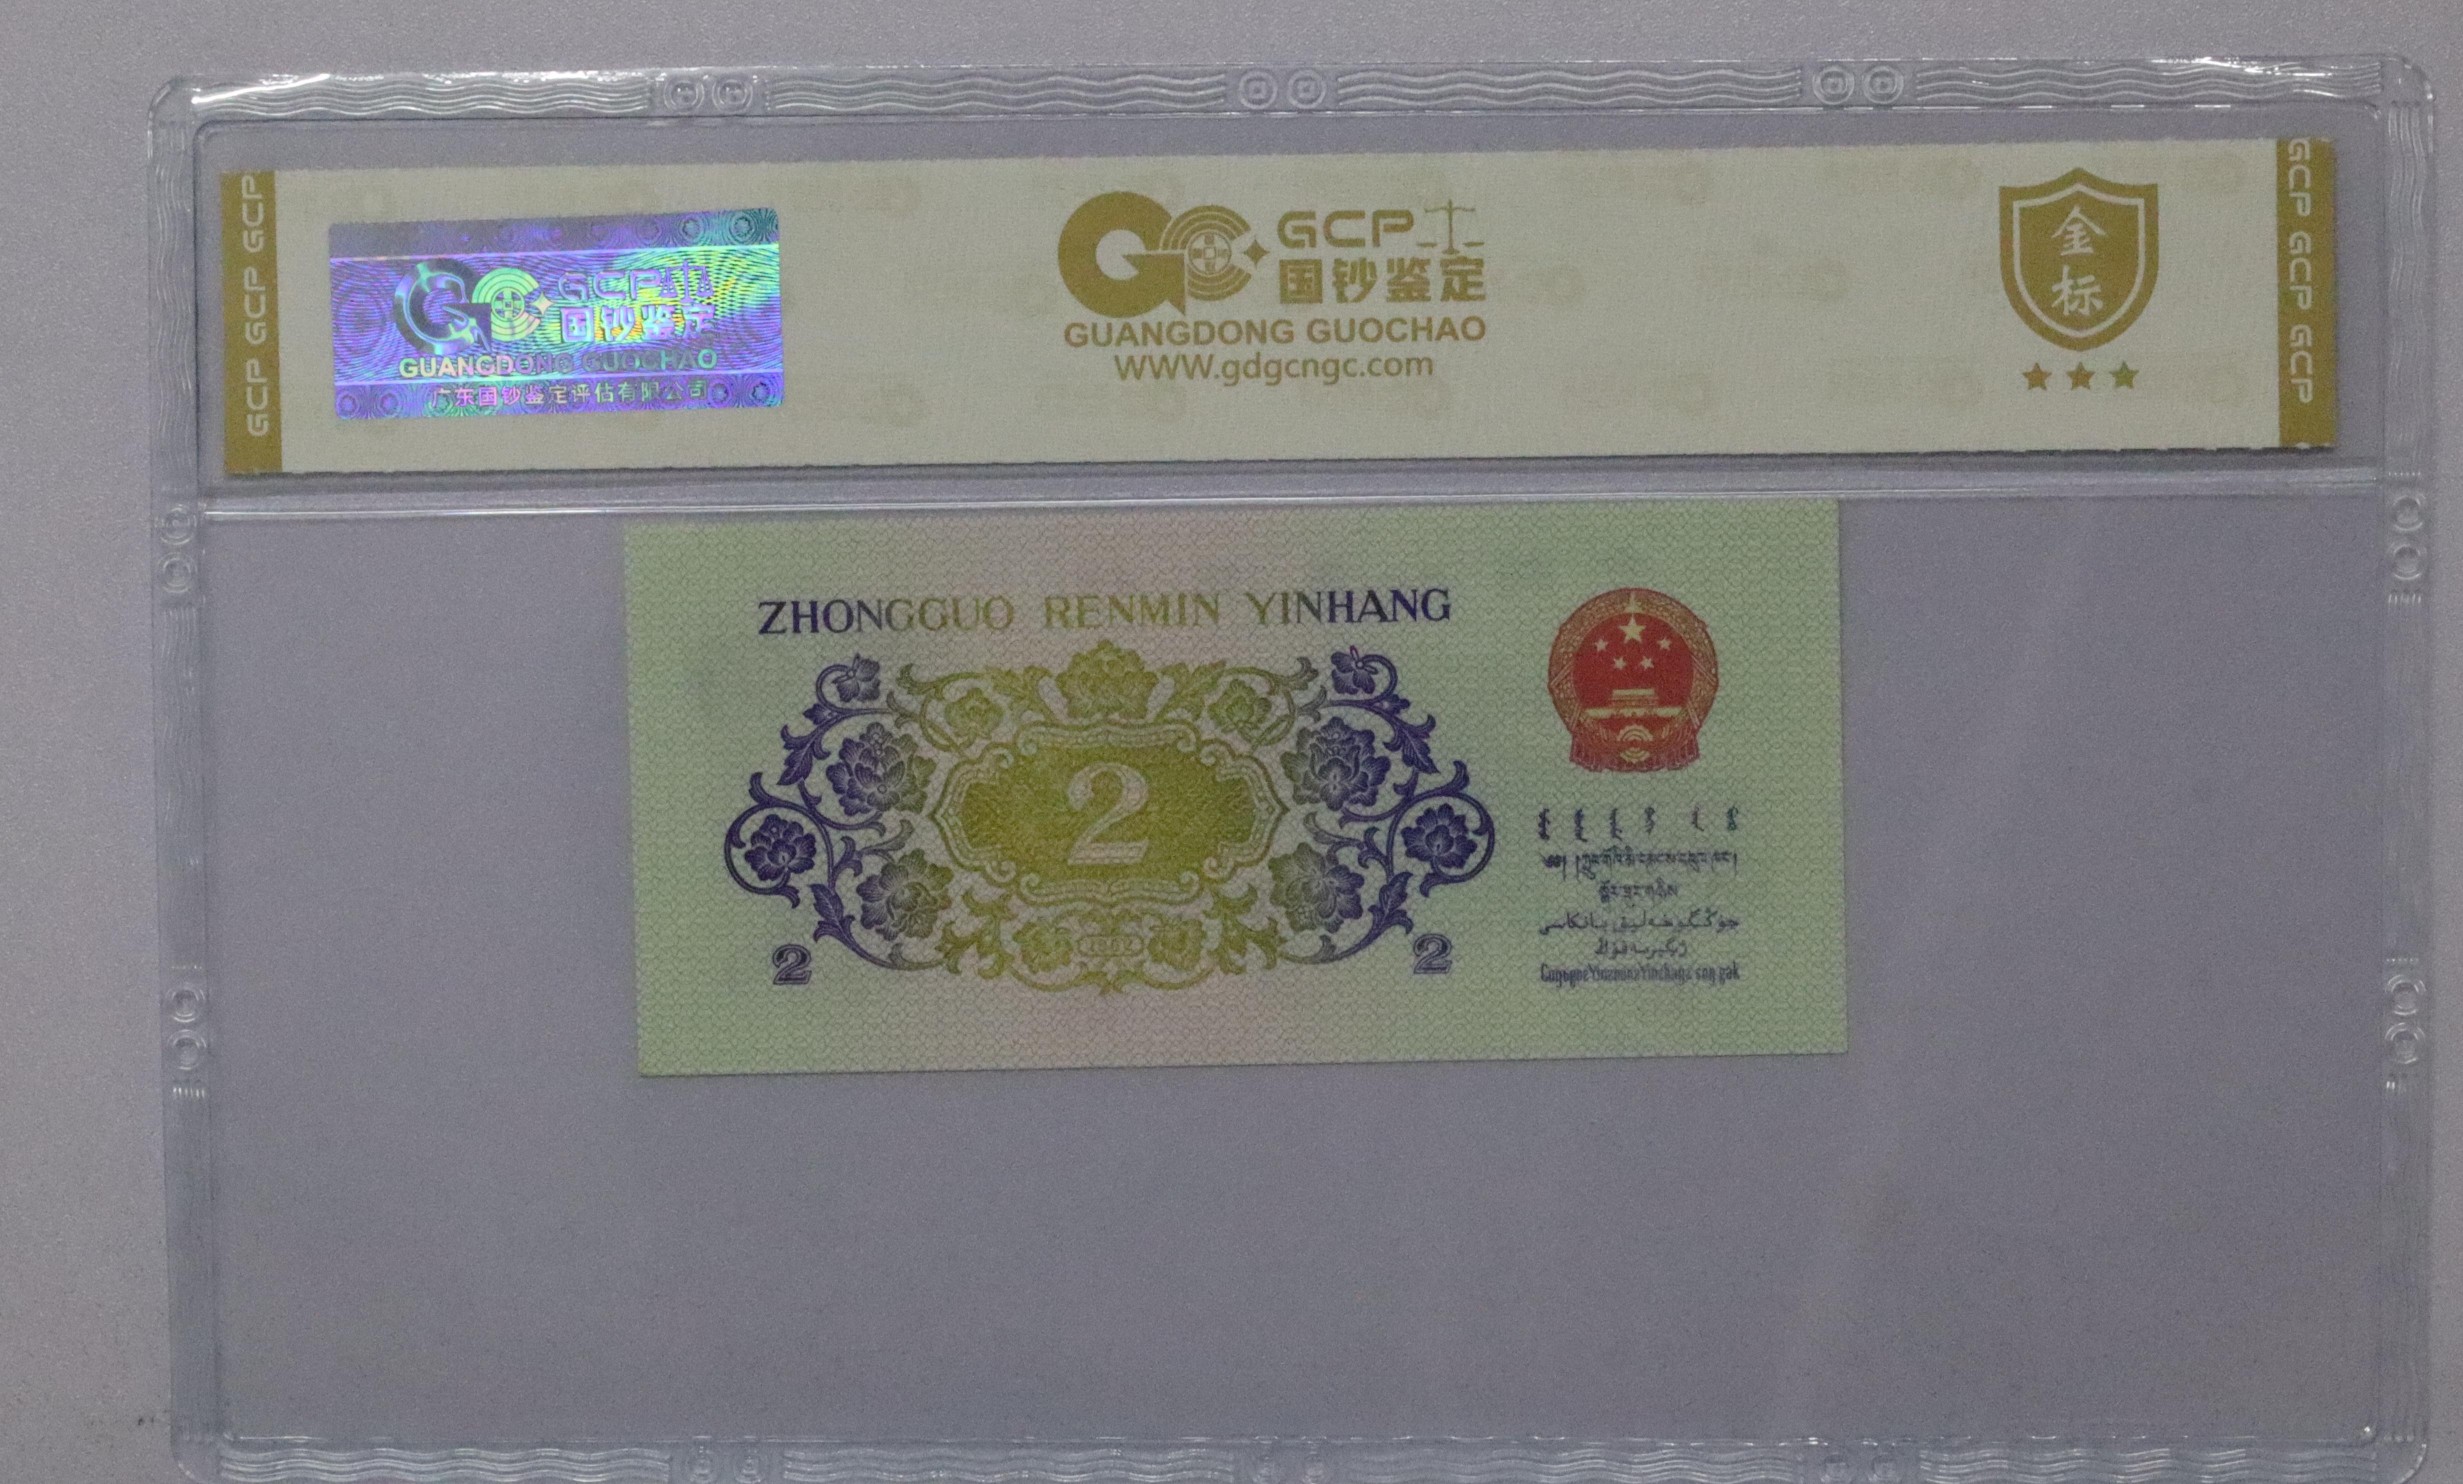 GCP GCP GCP
GCP
国钞鉴定
GUANGDONG GUOCHAO
广东国钞鉴定评估有限公司
GCP
国钞鉴定
GUANGDONG GUOCHAO
WWW.gdgcngc.com
金标
GCP GCP GCP
ZHONGGUO RENMIN YINHANG
2
1962
2
2